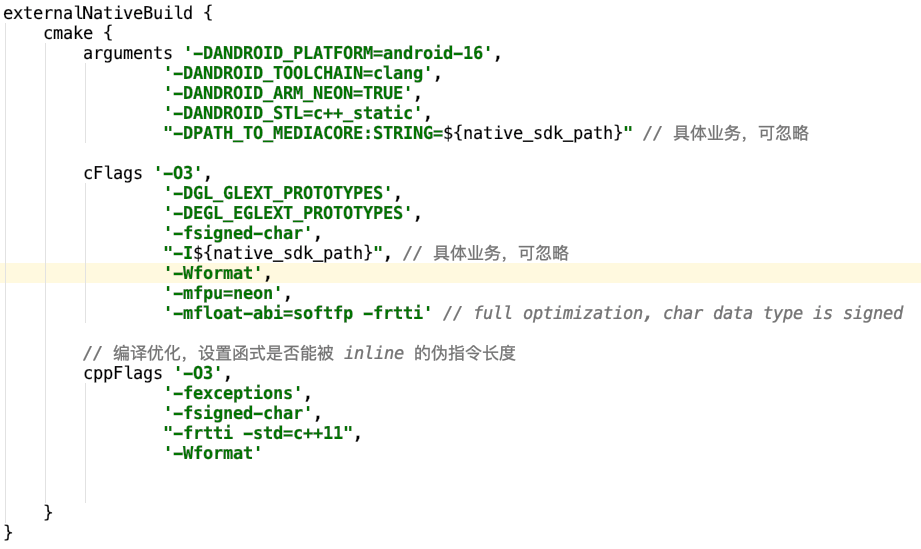 externalNativeBuild {
    cmake {
        arguments '-DANDROID_PLATFORM=android-16',
                '-DANDROID_TOOLCHAIN=clang',
                '-DANDROID_ARM_NEON=TRUE',
                '-DANDROID_STL=c++_static',
                "-DPATH_TO_MEDIACORE:STRING=${native_sdk_path}" // 具体业务，可忽略
        cFlags '-O3',
                '-DGL_GLEXT_PROTOTYPES',
                '-DEGL_EGLEXT_PROTOTYPES',
                '-fsigned-char',
                "-I${native_sdk_path}", // 具体业务，可忽略
                '-Wformat',
                '-mfpu=neon',
                '-mfloat-abi=softfp -frtti' // full optimization, char data type is signed
        // 编译优化，设置函式是否能被 inline 的伪指令长度
        cppFlags '-O3',
                '-fexceptions',
                '-fsigned-char',
                "-frtti -std=c++11",
                '-Wformat'
    }
}